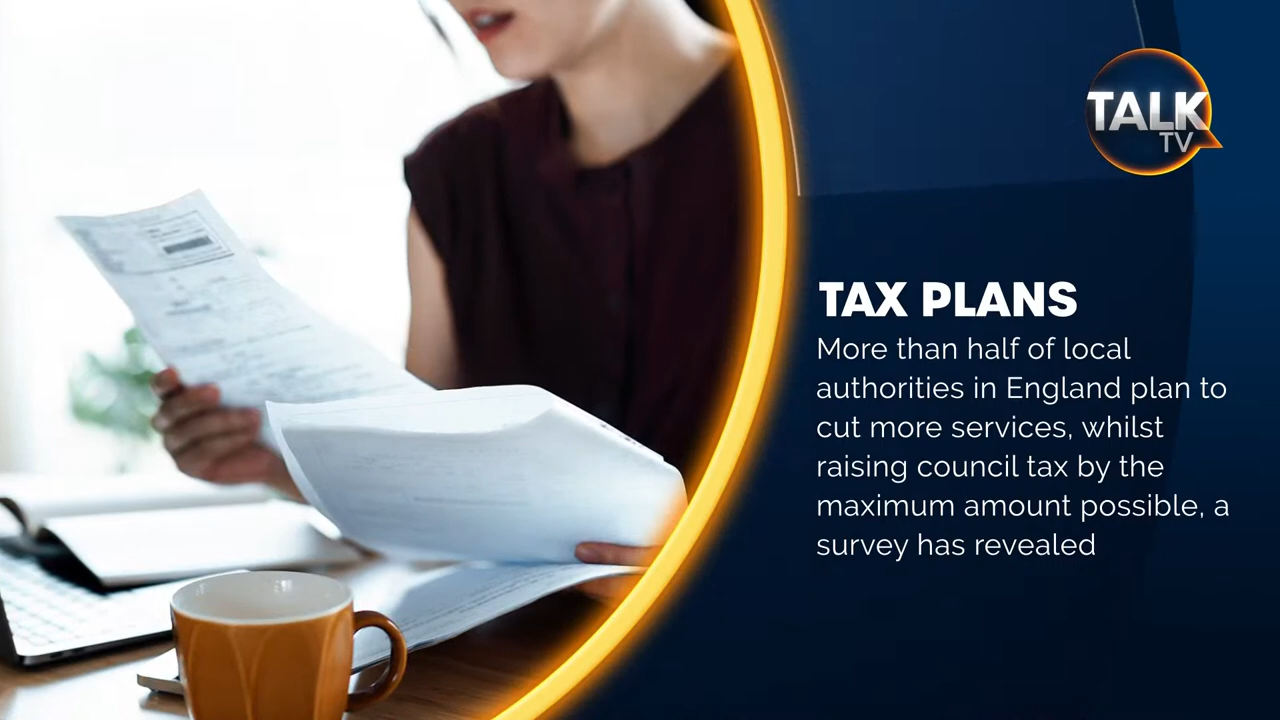 TALK
TV
TAX PLANS
More than half of local
authorities in England plan to
cut more services, whilst
raising council tax by the
maximum amount possible, a
survey has revealed